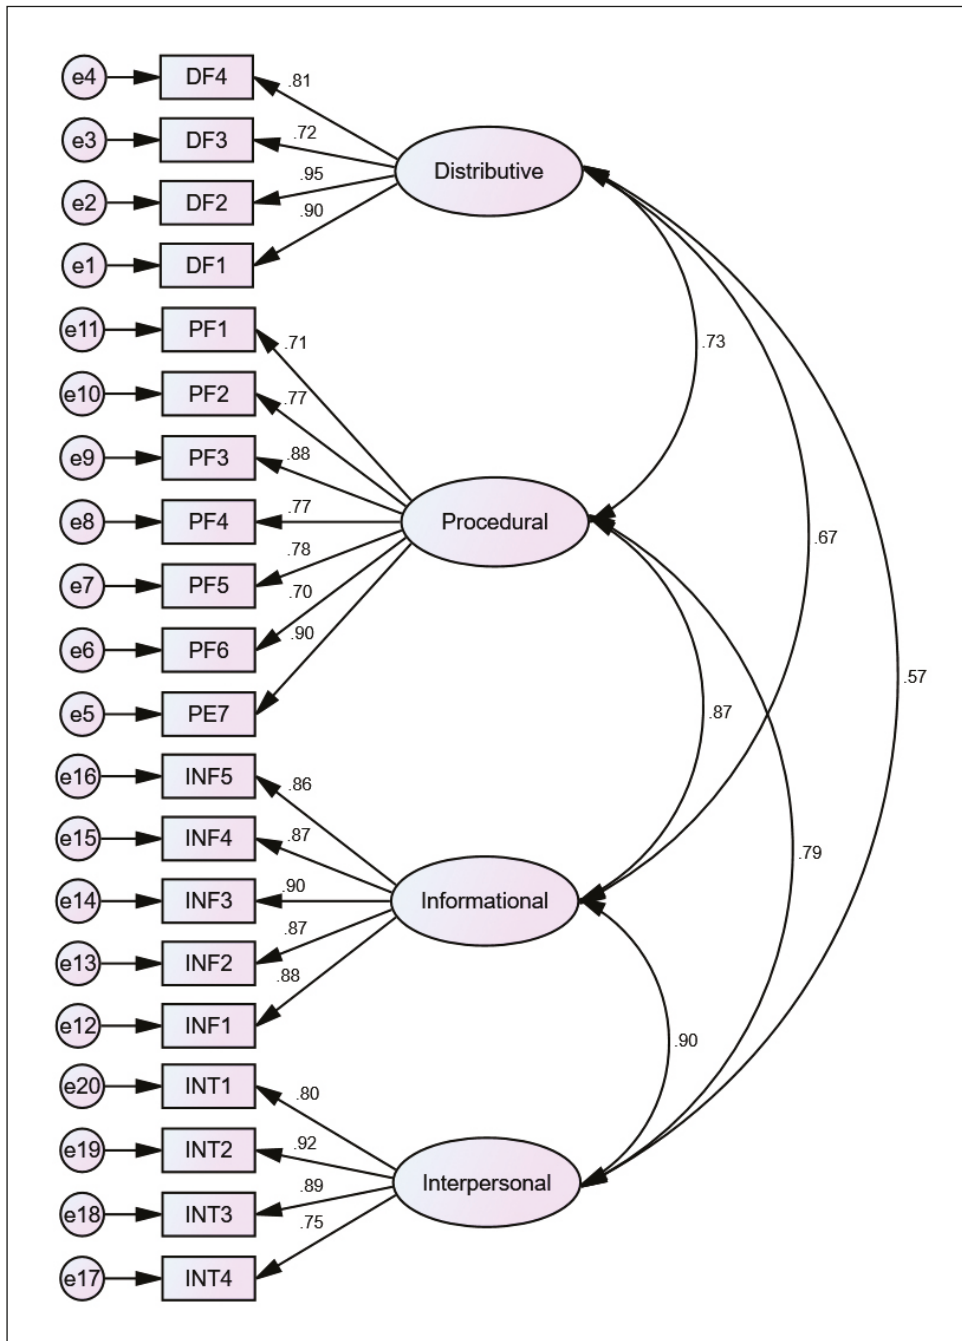 e4 DF4 .81
e3 DF3 .72
Distributive
e2 DF2 .95
.90
e1 DF1
e11 PF1 .71
.73
e10 PF2 .77
e9 PF3 .88
e8 PF4 .77
Procedural
.67
e7 PF5 .78
.70
e6 PF6 .90
.57
e5 PE7
.87
e16 INF5 .86
e15 INF4 .87
.79
e14 INF3 .90
Informational
e13 INF2 .87
.88
e12 INF1
.90
e20 INT1 .80
e19 INT2 .92
Interpersonal
e18 INT3 .89
.75
e17 INT4